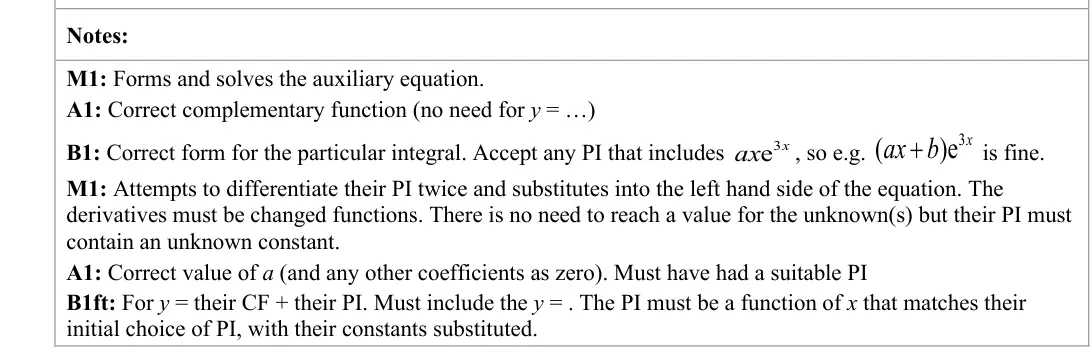 Notes:
M1: Forms and solves the auxiliary equation.
A1: Correct complementary function (no need for y = …)
B1: Correct form for the particular integral. Accept any PI that includes axe³ˣ , so e.g. (ax+b)e³ˣ is fine.
M1: Attempts to differentiate their PI twice and substitutes into the left hand side of the equation. The
derivatives must be changed functions. There is no need to reach a value for the unknown(s) but their PI must
contain an unknown constant.
A1: Correct value of a (and any other coefficients as zero). Must have had a suitable PI
B1ft: For y = their CF + their PI. Must include the y = . The PI must be a function of x that matches their
initial choice of PI, with their constants substituted.